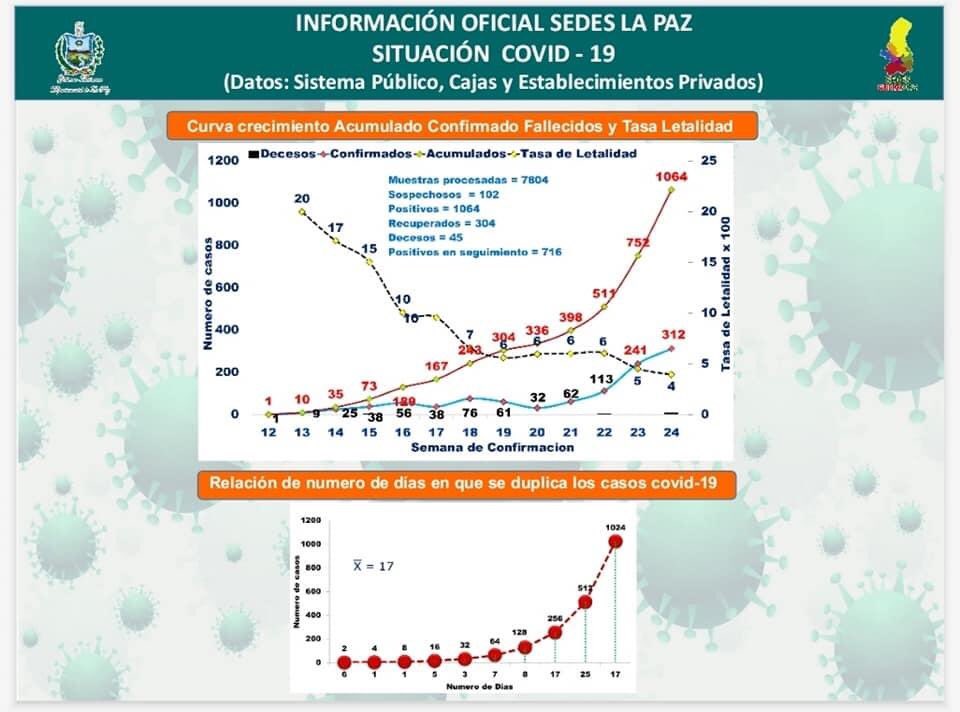 INFORMACIÓN OFICIAL SEDES LA PAZ
SITUACIÓN COVID - 19
(Datos: Sistema Público, Cajas y Establecimientos Privados)
Curva crecimiento Acumulado Confirmado Fallecidos y Tasa Letalidad
Decesos Confirmados Acumulados Tasa de Letalidad
Muestras procesadas = 7804
Sospechosos = 102
Positivos = 1064
Recuperados = 304
Decesos = 45
Positivos en seguimiento = 716
Numero de casos
1200
1000
800
600
400
200
0
25
20
15
10
5
0
Tasa de Letalidad x 100
20 17 15 10 10 7 6 6 6 6 5 4
1 10 35 73 129 167 243 304 336 398 511 752 1064
1 9 25 38 56 38 76 61 32 62 113 241 312
12 13 14 15 16 17 18 19 20 21 22 23 24
Semana de Confirmacion
Relación de numero de días en que se duplica los casos covid-19
Numero de casos
1200
1000
800
600
400
200
0
X = 17
2 4 8 16 32 64 128 256 512 1024
6 1 1 5 3 7 8 17 25 17
Numero de Dias